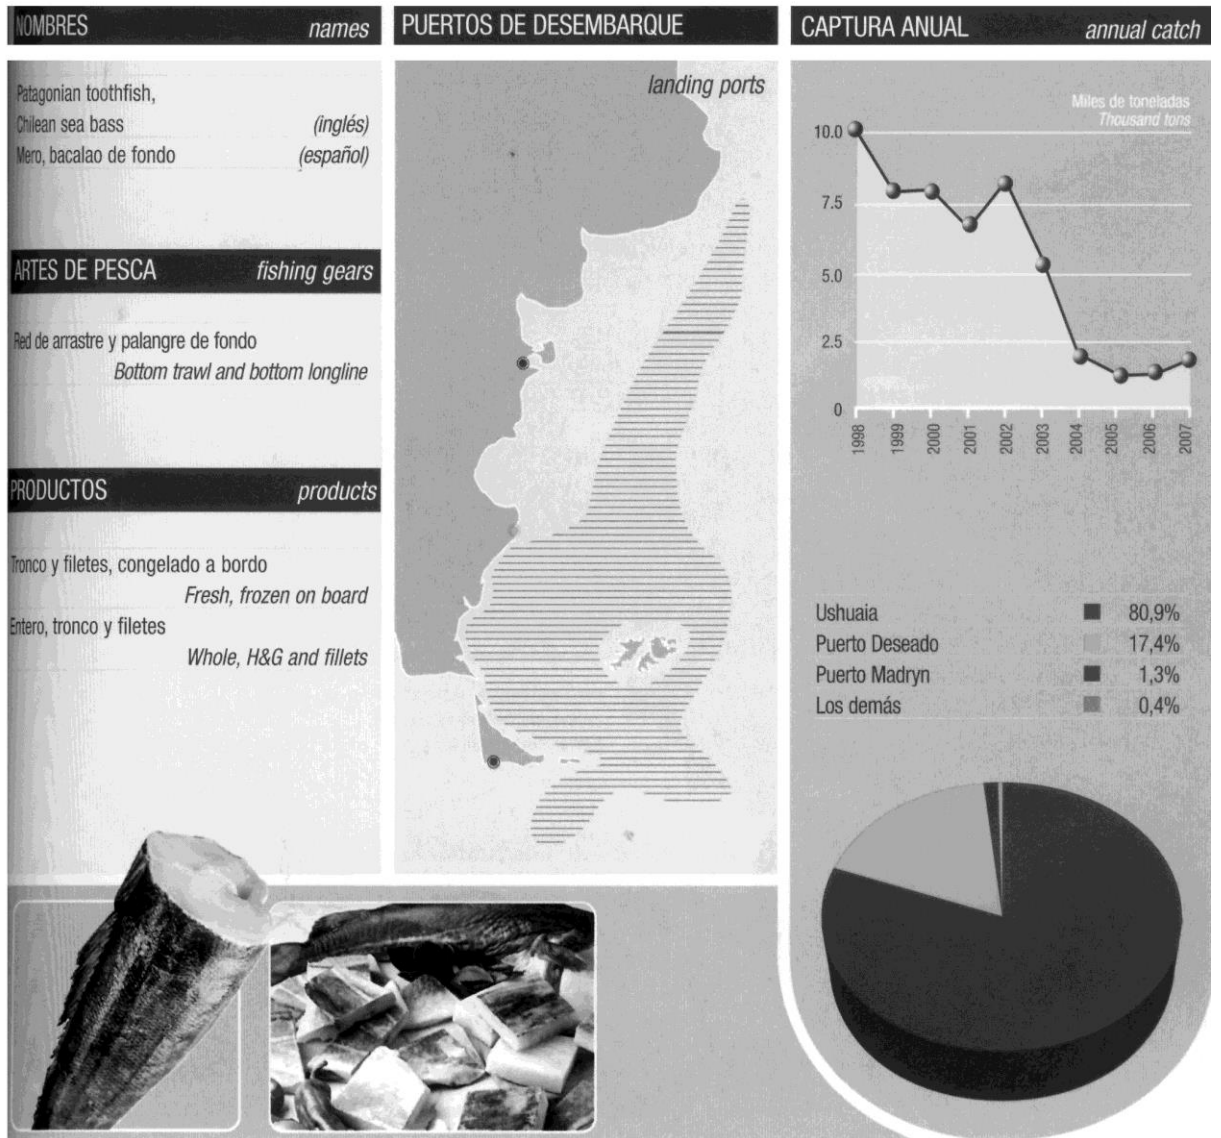 NOMBRES names
Patagonian toothfish,
Chilean sea bass (inglés)
Mero, bacalao de fondo (español)
ARTES DE PESCA fishing gears
Red de arrastre y palangre de fondo
Bottom trawl and bottom longline
PRODUCTOS products
Tronco y filetes, congelado a bordo
Fresh, frozen on board
Entero, tronco y filetes
Whole, H&G and fillets
PUERTOS DE DESEMBARQUE
landing ports
CAPTURA ANUAL annual catch
Miles de toneladas
Thousand tons
10.0
7.5
5.0
2.5
0
1998
1999
2000
2001
2002
2003
2004
2005
2006
2007
Ushuaia 80,9%
Puerto Deseado 17,4%
Puerto Madryn 1,3%
Los demás 0,4%